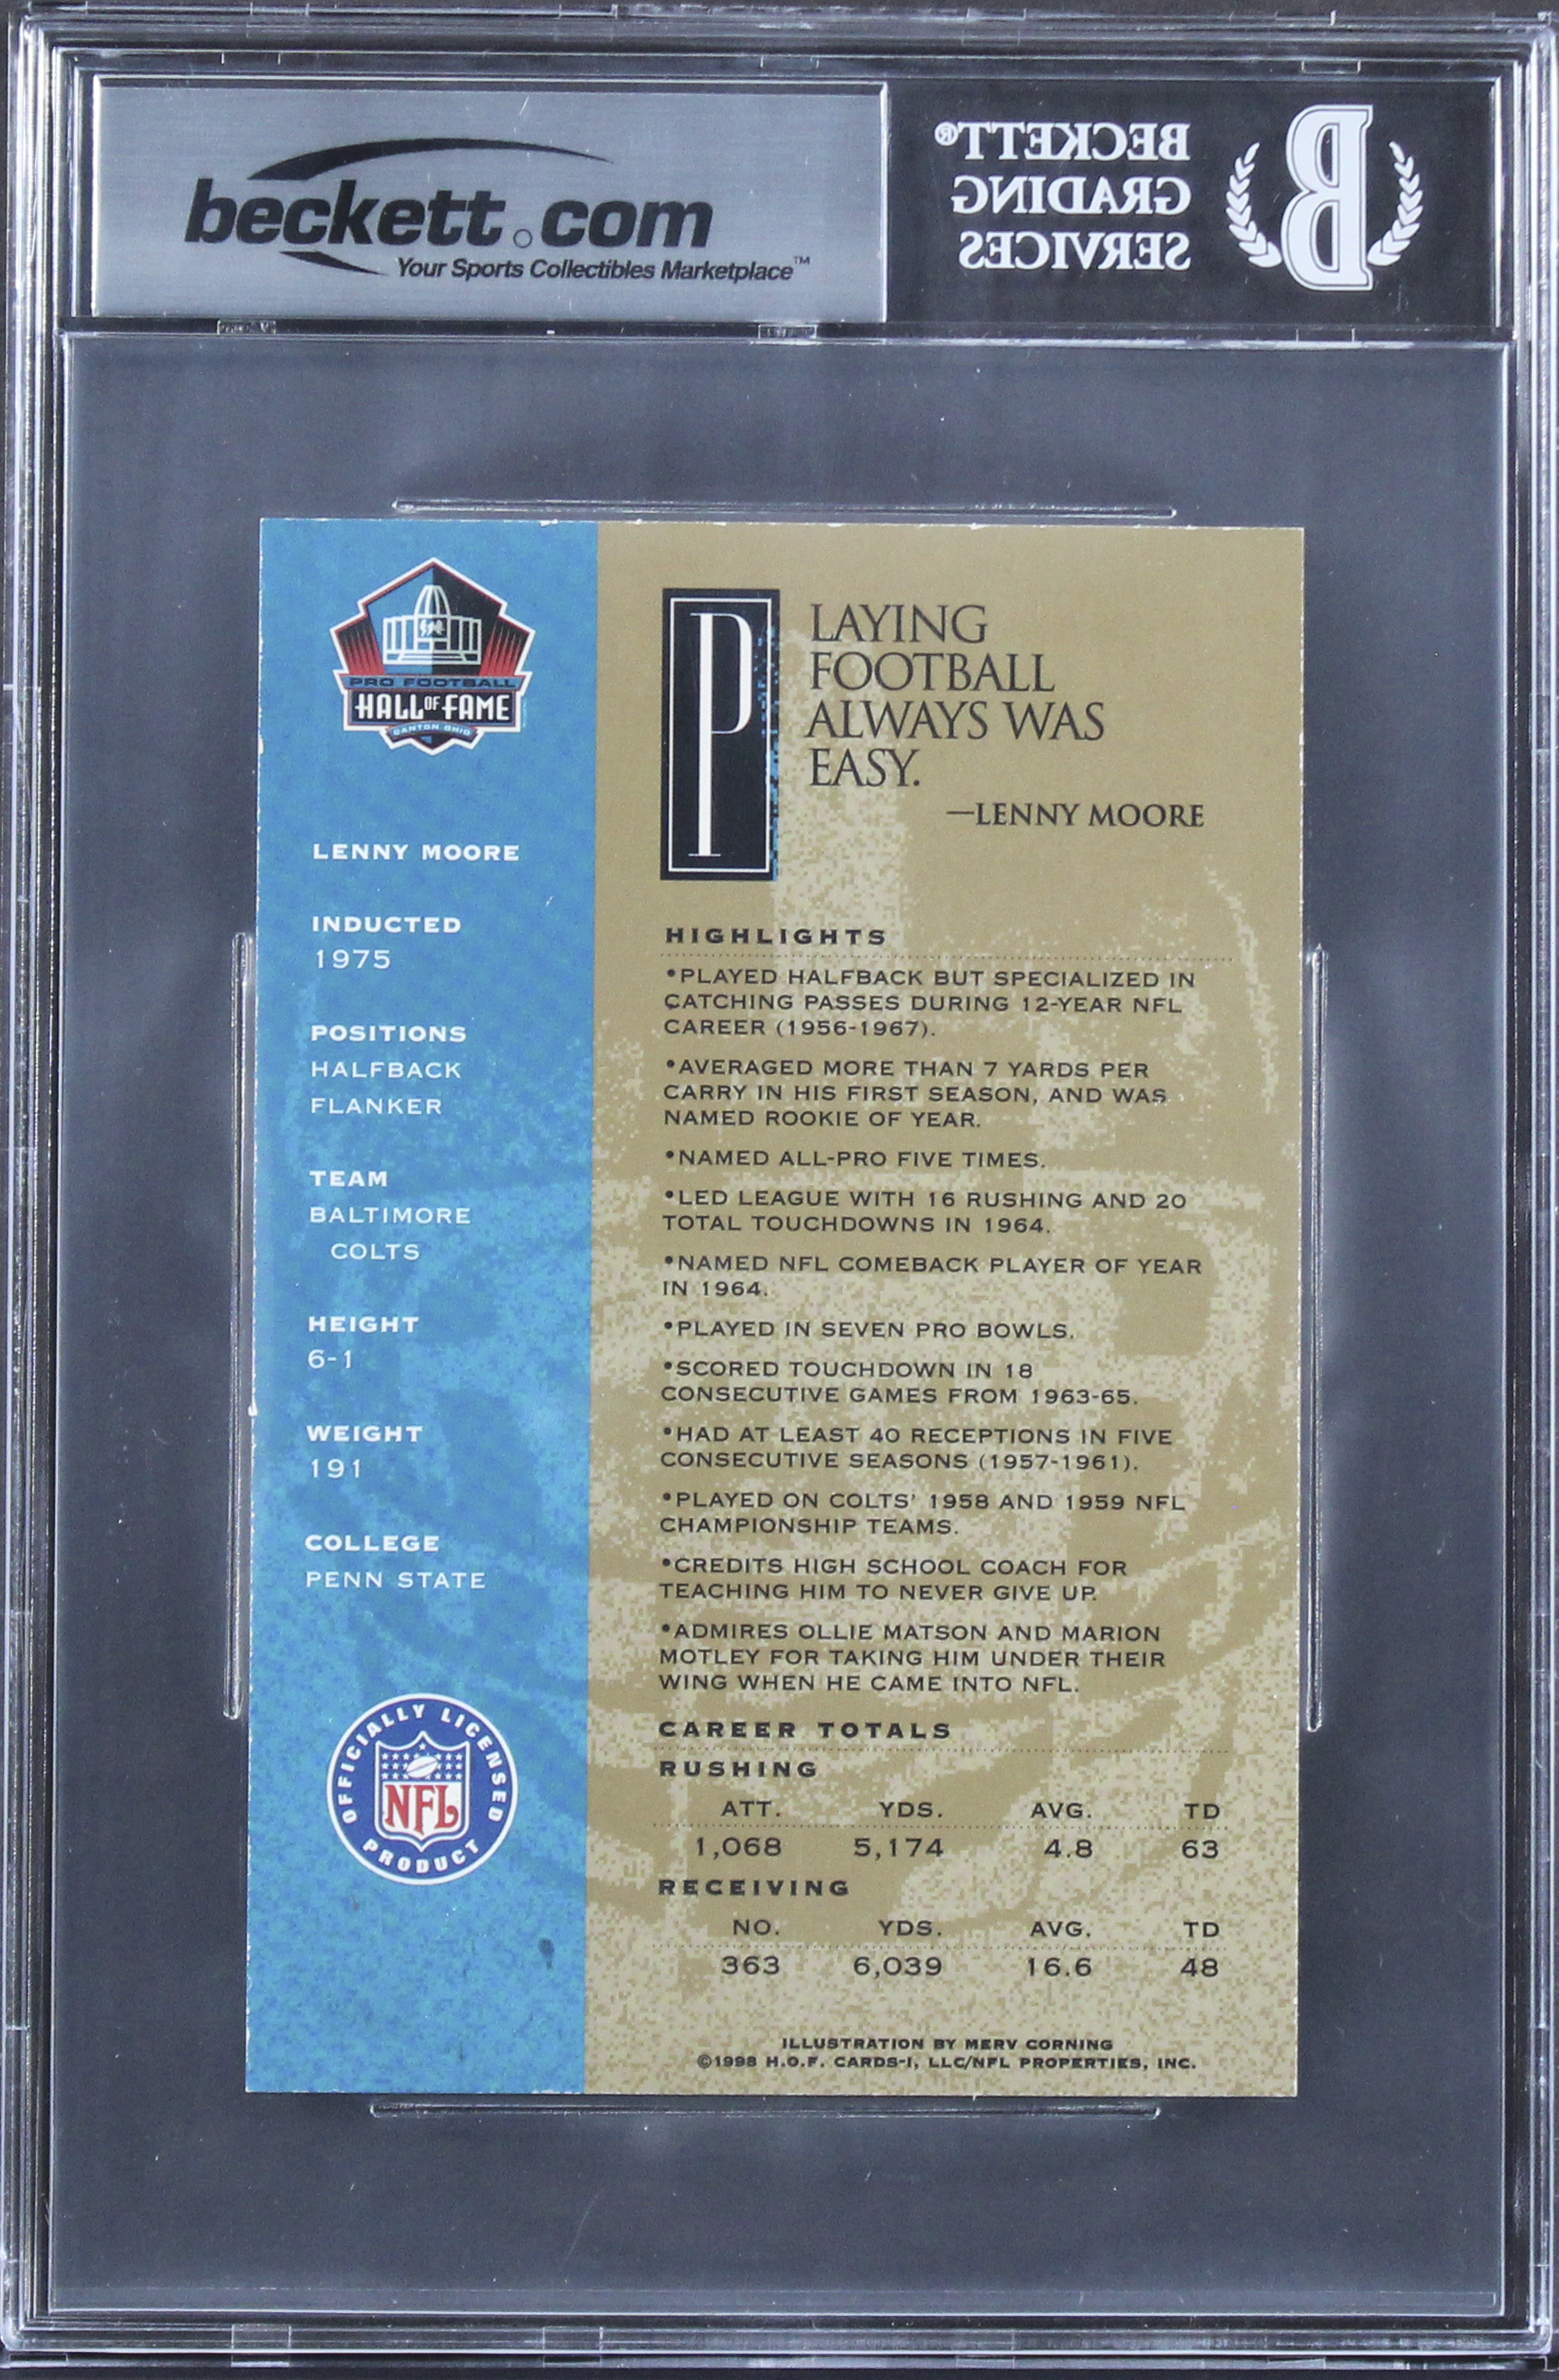 beckett.com
Your Sports Collectibles Marketplace™
BECKETT®
GRADING
SERVICES
B
PRO FOOTBALL
HALL OF FAME
CANTON OHIO
LENNY MOORE
INDUCTED
1975
POSITIONS
HALFBACK
FLANKER
TEAM
BALTIMORE
COLTS
HEIGHT
6-1
WEIGHT
191
COLLEGE
PENN STATE
OFFICIALLY LICENSED
NFL
PRODUCT
PLAYING
FOOTBALL
ALWAYS WAS
EASY.
—LENNY MOORE
HIGHLIGHTS
•PLAYED HALFBACK BUT SPECIALIZED IN
CATCHING PASSES DURING 12-YEAR NFL
CAREER (1956-1967).
•AVERAGED MORE THAN 7 YARDS PER
CARRY IN HIS FIRST SEASON, AND WAS
NAMED ROOKIE OF YEAR.
•NAMED ALL-PRO FIVE TIMES.
•LED LEAGUE WITH 16 RUSHING AND 20
TOTAL TOUCHDOWNS IN 1964.
•NAMED NFL COMEBACK PLAYER OF YEAR
IN 1964.
•PLAYED IN SEVEN PRO BOWLS.
•SCORED TOUCHDOWN IN 18
CONSECUTIVE GAMES FROM 1963-65.
•HAD AT LEAST 40 RECEPTIONS IN FIVE
CONSECUTIVE SEASONS (1957-1961).
•PLAYED ON COLTS' 1958 AND 1959 NFL
CHAMPIONSHIP TEAMS.
•CREDITS HIGH SCHOOL COACH FOR
TEACHING HIM TO NEVER GIVE UP.
•ADMIRES OLLIE MATSON AND MARION
MOTLEY FOR TAKING HIM UNDER THEIR
WING WHEN HE CAME INTO NFL.
CAREER TOTALS
RUSHING
ATT. YDS. AVG. TD
1,068 5,174 4.8 63
RECEIVING
NO. YDS. AVG. TD
363 6,039 16.6 48
ILLUSTRATION BY MERV CORNING
©1998 H.O.F. CARDS-I, LLC/NFL PROPERTIES, INC.